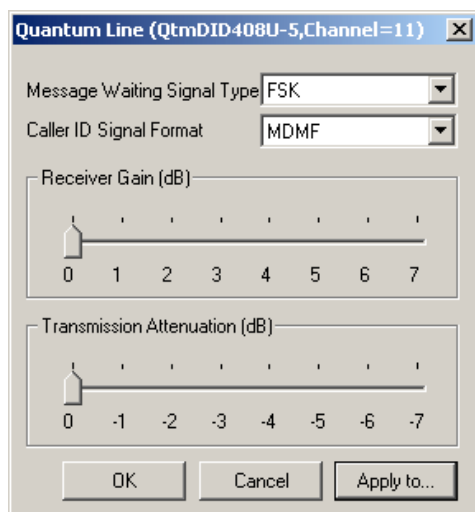 Quantum Line (QtmDID408U-5,Channel=11)
Message Waiting Signal Type FSK
Caller ID Signal Format MDMF
Receiver Gain (dB)
0 1 2 3 4 5 6 7
Transmission Attenuation (dB)
0 -1 -2 -3 -4 -5 -6 -7
OK Cancel Apply to...